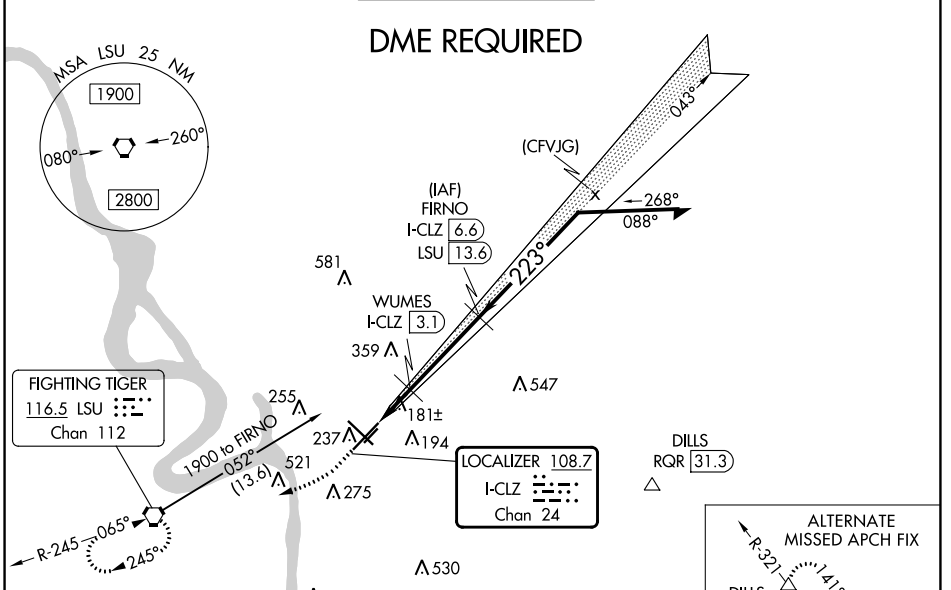 DME REQUIRED
MSA LSU 25 NM
1900
080°
260°
2800
043°
(CFVJG)
268°
088°
(IAF)
FIRNO
I-CLZ 6.6
LSU 13.6
223°
581
WUMES
I-CLZ 3.1
359
547
FIGHTING TIGER
116.5 LSU
Chan 112
255
181±
237
194
1900 to FIRNO
052°
(13.6)
521
275
LOCALIZER 108.7
I-CLZ
Chan 24
DILLS
RQR 31.3
R-245
065°
245°
530
ALTERNATE
MISSED APCH FIX
R-321
141°
DILLS